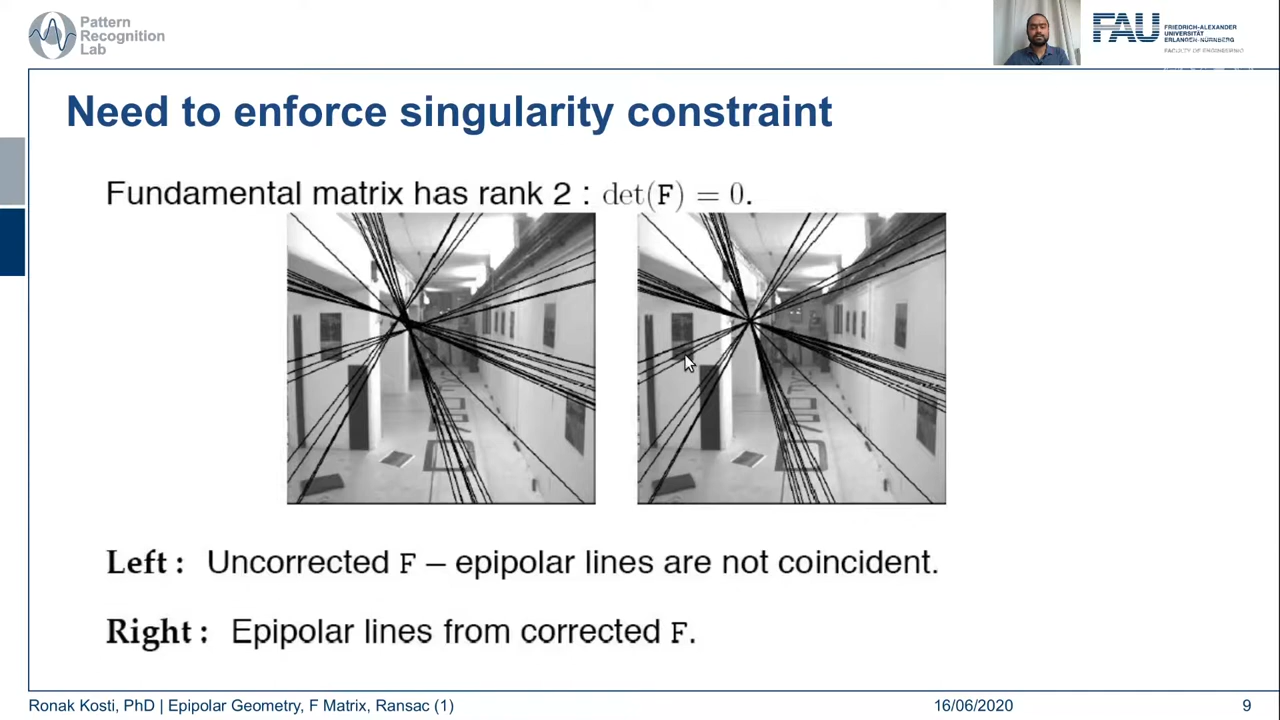 Pattern
Recognition
Lab
FAU
FRIEDRICH-ALEXANDER
UNIVERSITÄT
ERLANGEN-NÜRNBERG
FACULTY OF ENGINEERING
Need to enforce singularity constraint
Fundamental matrix has rank 2 : det(F) = 0.
Left : Uncorrected F – epipolar lines are not coincident.
Right : Epipolar lines from corrected F.
Ronak Kosti, PhD | Epipolar Geometry, F Matrix, Ransac (1)
16/06/2020
9